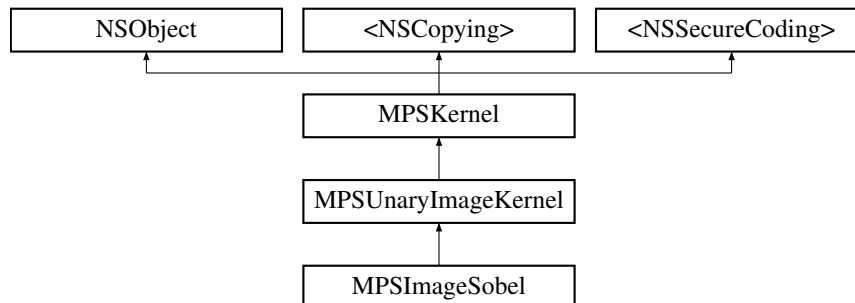 NSObject
<NSCopying>
<NSSecureCoding>
MPSKernel
MPSUnaryImageKernel
MPSImageSobel